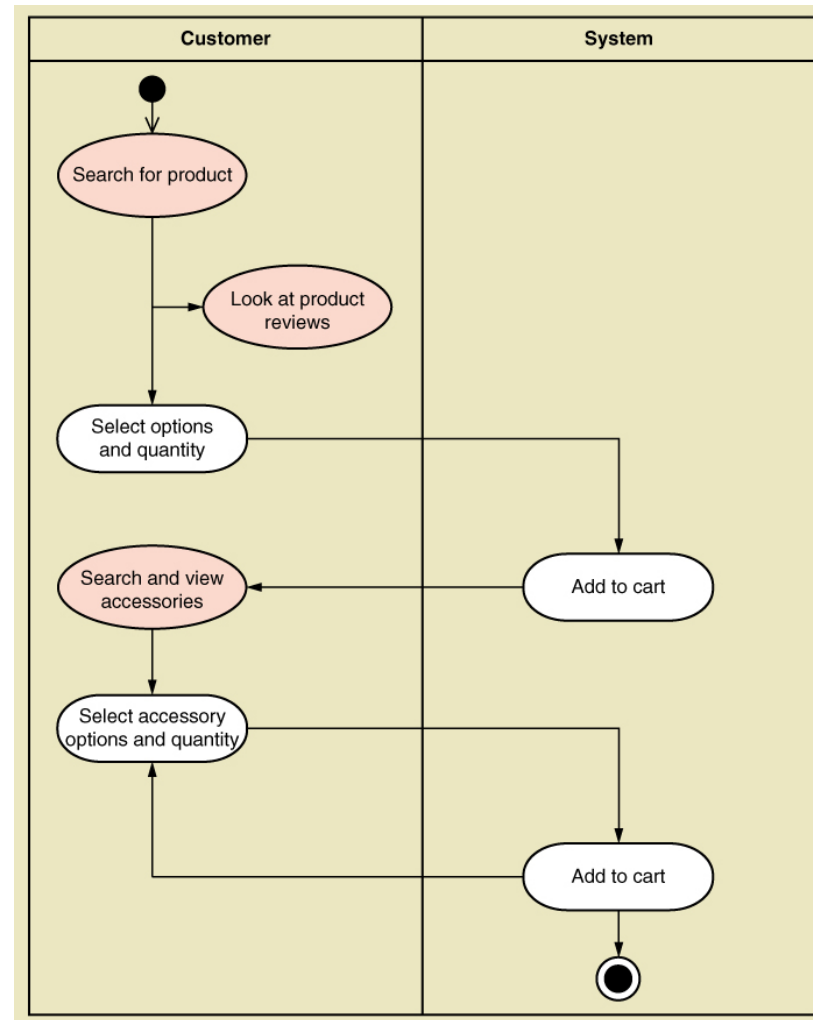 Customer
System
Search for product
Look at product
reviews
Select options
and quantity
Search and view
accessories
Add to cart
Select accessory
options and quantity
Add to cart